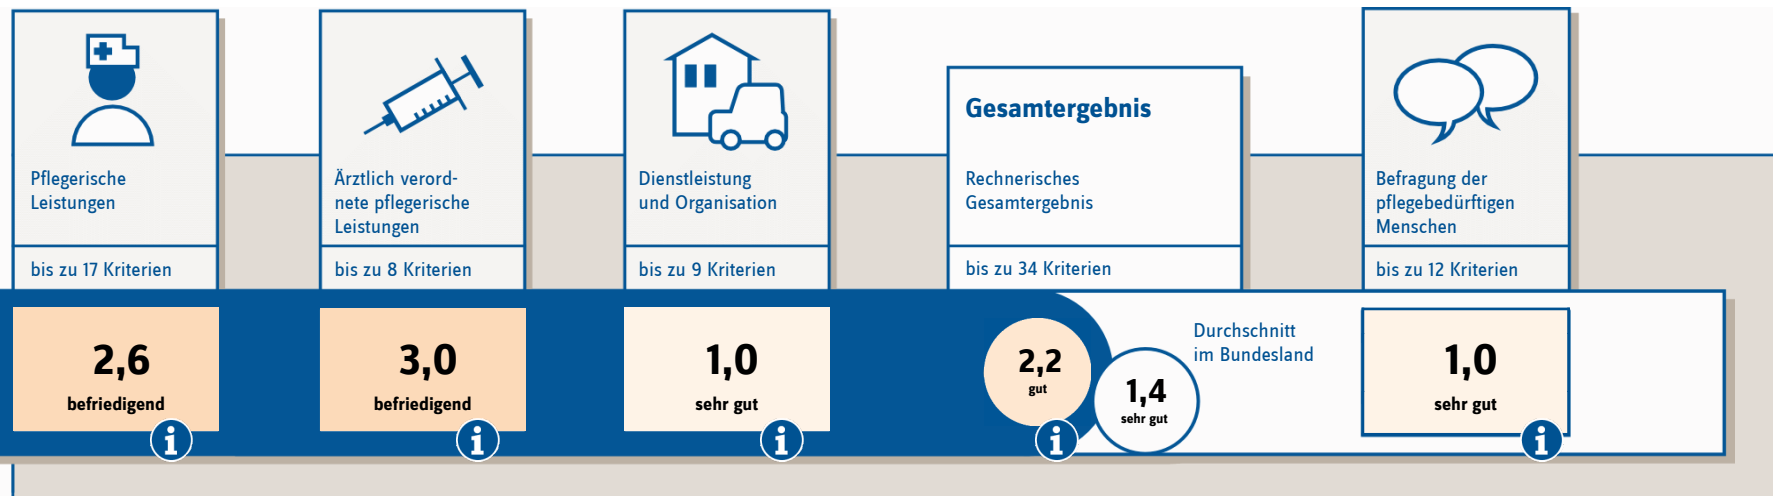 Pflegerische
Leistungen
bis zu 17 Kriterien
2,6
befriedigend
i
Ärztlich verord-
nete pflegerische
Leistungen
bis zu 8 Kriterien
3,0
befriedigend
i
Dienstleistung
und Organisation
bis zu 9 Kriterien
1,0
sehr gut
i
Gesamtergebnis
Rechnerisches
Gesamtergebnis
bis zu 34 Kriterien
2,2
gut
i
1,4
sehr gut
Durchschnitt
im Bundesland
Befragung der
pflegebedürftigen
Menschen
bis zu 12 Kriterien
1,0
sehr gut
i